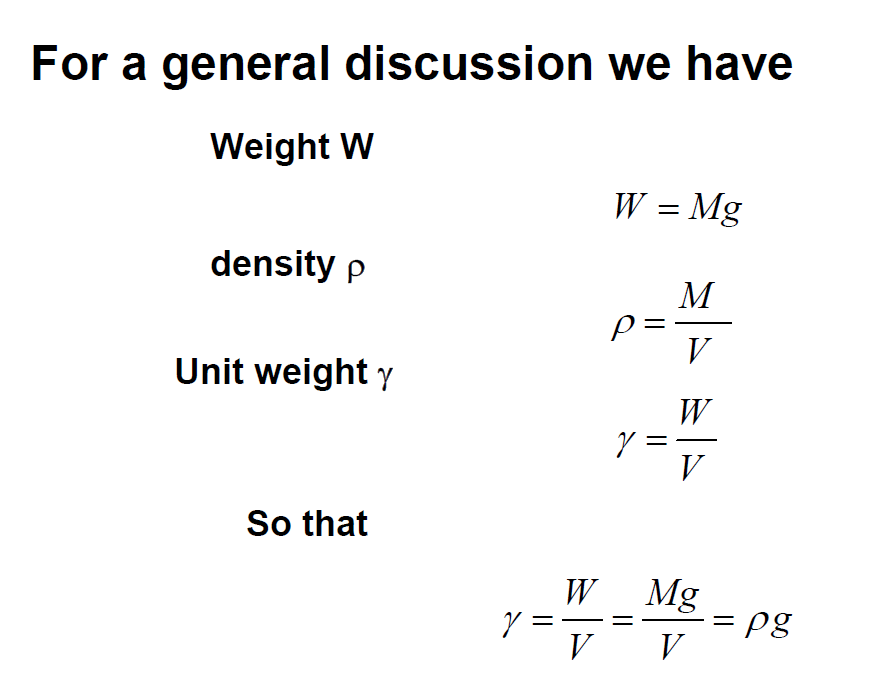 For a general discussion we have
Weight W
W = Mg
density ρ
ρ = M/V
Unit weight γ
γ = W/V
So that
γ = W/V = Mg/V = ρg